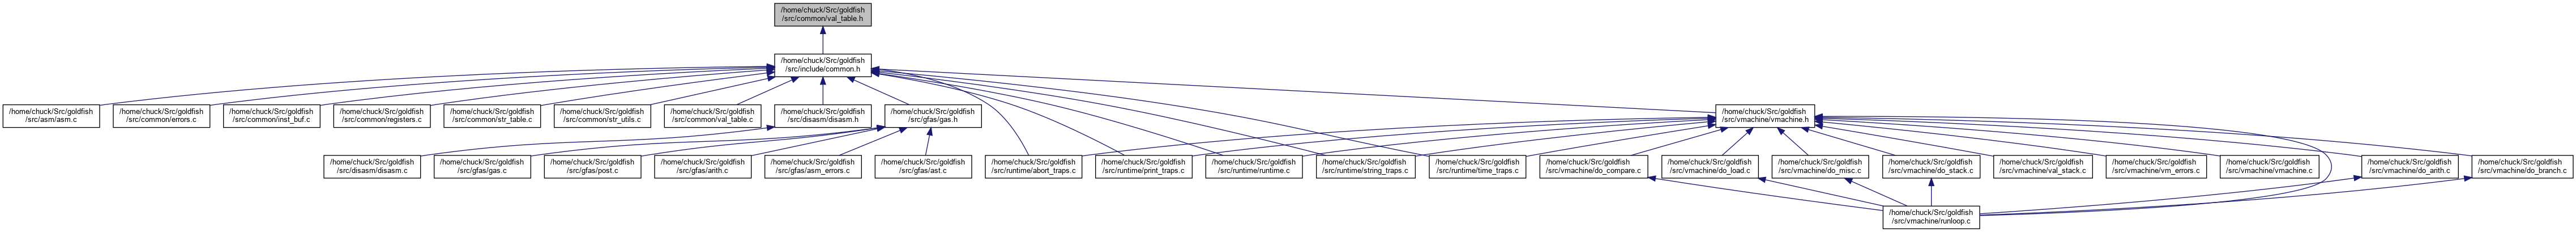 /home/chuck/Src/goldfish
/src/common/val_table.h
/home/chuck/Src/goldfish
/src/include/common.h
/home/chuck/Src/goldfish
/src/asm/asm.c
/home/chuck/Src/goldfish
/src/common/errors.c
/home/chuck/Src/goldfish
/src/common/inst_buf.c
/home/chuck/Src/goldfish
/src/common/registers.c
/home/chuck/Src/goldfish
/src/common/str_table.c
/home/chuck/Src/goldfish
/src/common/str_utils.c
/home/chuck/Src/goldfish
/src/common/val_table.c
/home/chuck/Src/goldfish
/src/disasm/disasm.h
/home/chuck/Src/goldfish
/src/gfas/gas.h
/home/chuck/Src/goldfish
/src/vmachine/vmachine.h
/home/chuck/Src/goldfish
/src/disasm/disasm.c
/home/chuck/Src/goldfish
/src/gfas/gas.c
/home/chuck/Src/goldfish
/src/gfas/post.c
/home/chuck/Src/goldfish
/src/gfas/arith.c
/home/chuck/Src/goldfish
/src/gfas/asm_errors.c
/home/chuck/Src/goldfish
/src/gfas/ast.c
/home/chuck/Src/goldfish
/src/runtime/abort_traps.c
/home/chuck/Src/goldfish
/src/runtime/print_traps.c
/home/chuck/Src/goldfish
/src/runtime/runtime.c
/home/chuck/Src/goldfish
/src/runtime/string_traps.c
/home/chuck/Src/goldfish
/src/runtime/time_traps.c
/home/chuck/Src/goldfish
/src/vmachine/do_compare.c
/home/chuck/Src/goldfish
/src/vmachine/do_load.c
/home/chuck/Src/goldfish
/src/vmachine/do_misc.c
/home/chuck/Src/goldfish
/src/vmachine/do_stack.c
/home/chuck/Src/goldfish
/src/vmachine/val_stack.c
/home/chuck/Src/goldfish
/src/vmachine/vm_errors.c
/home/chuck/Src/goldfish
/src/vmachine/vmachine.c
/home/chuck/Src/goldfish
/src/vmachine/do_arith.c
/home/chuck/Src/goldfish
/src/vmachine/do_branch.c
/home/chuck/Src/goldfish
/src/vmachine/runloop.c